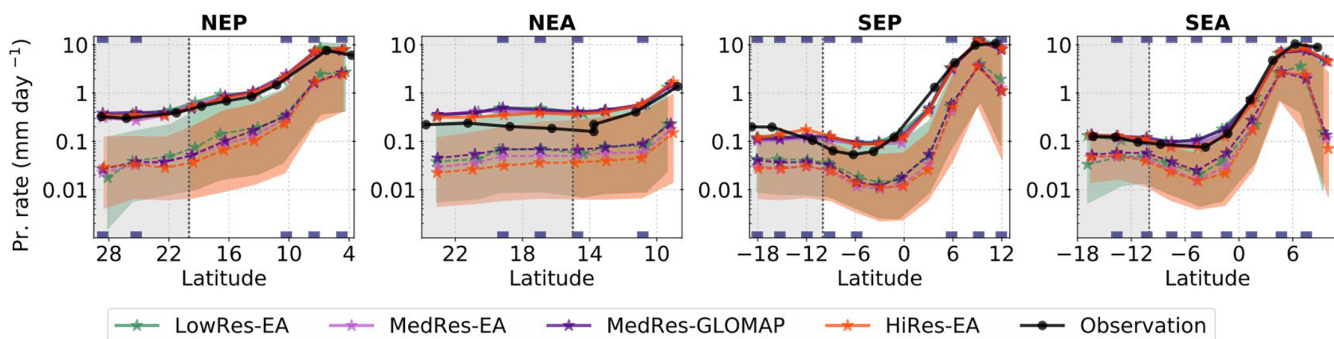 NEP NEA SEP SEA
Pr. rate (mm day⁻¹)
10 10 10 10
1 1 1 1
0.1 0.1 0.1 0.1
0.01 0.01 0.01 0.01
28 22 16 10 4 22 18 14 10 −18 −12 −6 0 6 12 −18 −12 −6 0 6
Latitude Latitude Latitude Latitude
LowRes-EA MedRes-EA MedRes-GLOMAP HiRes-EA Observation